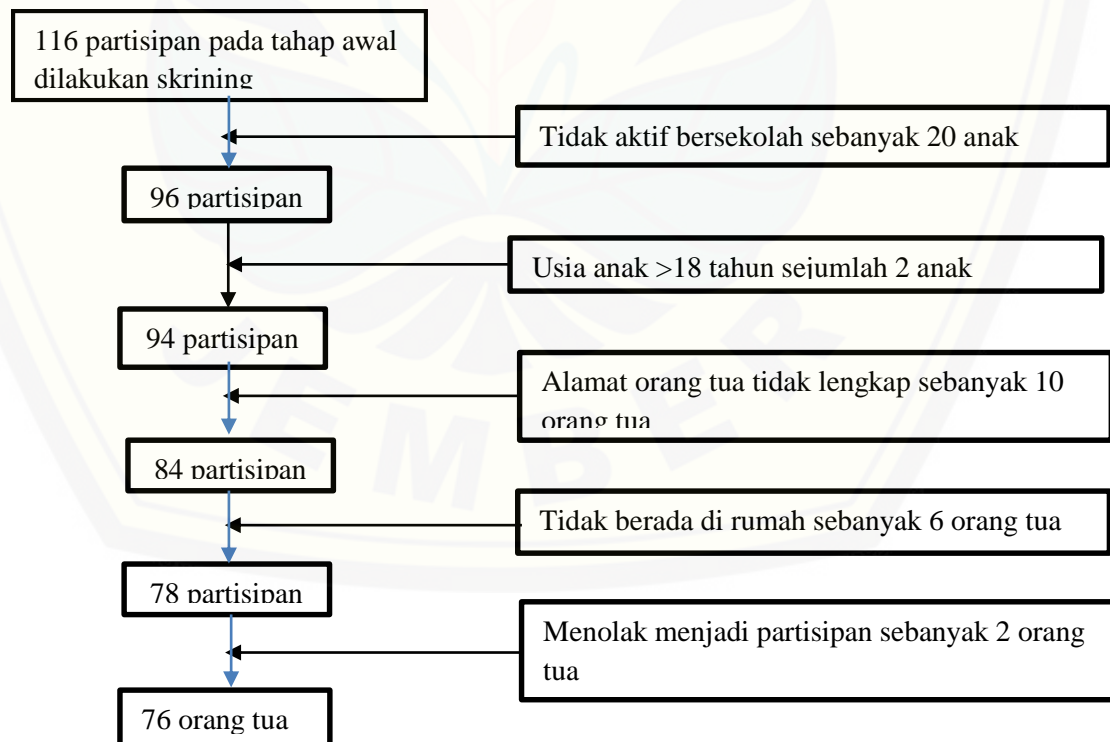 116 partisipan pada tahap awal
dilakukan skrining
Tidak aktif bersekolah sebanyak 20 anak
96 partisipan
Usia anak >18 tahun sejumlah 2 anak
94 partisipan
Alamat orang tua tidak lengkap sebanyak 10
orang tua
84 partisipan
Tidak berada di rumah sebanyak 6 orang tua
78 partisipan
Menolak menjadi partisipan sebanyak 2 orang
tua
76 orang tua
JEMBER